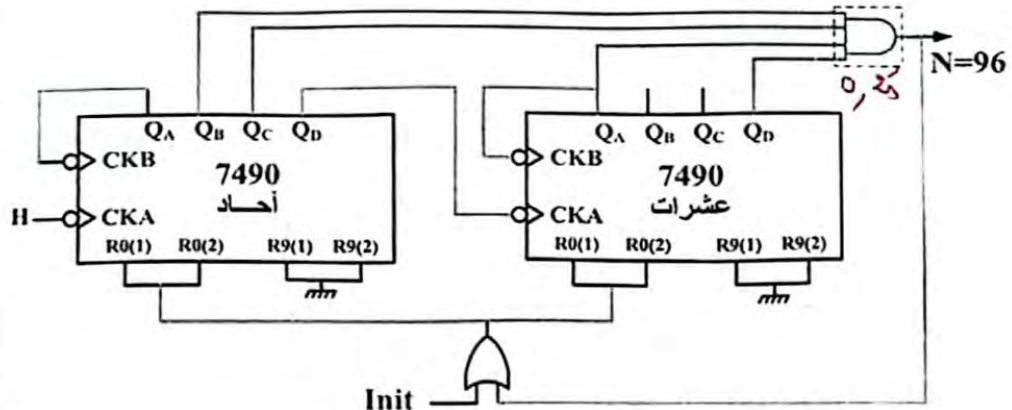 N=96
0,25
QA QB QC QD
CKB
7490
أحاد
H
CKA
R0(1) R0(2) R9(1) R9(2)
QA QB QC QD
CKB
7490
عشرات
CKA
R0(1) R0(2) R9(1) R9(2)
Init